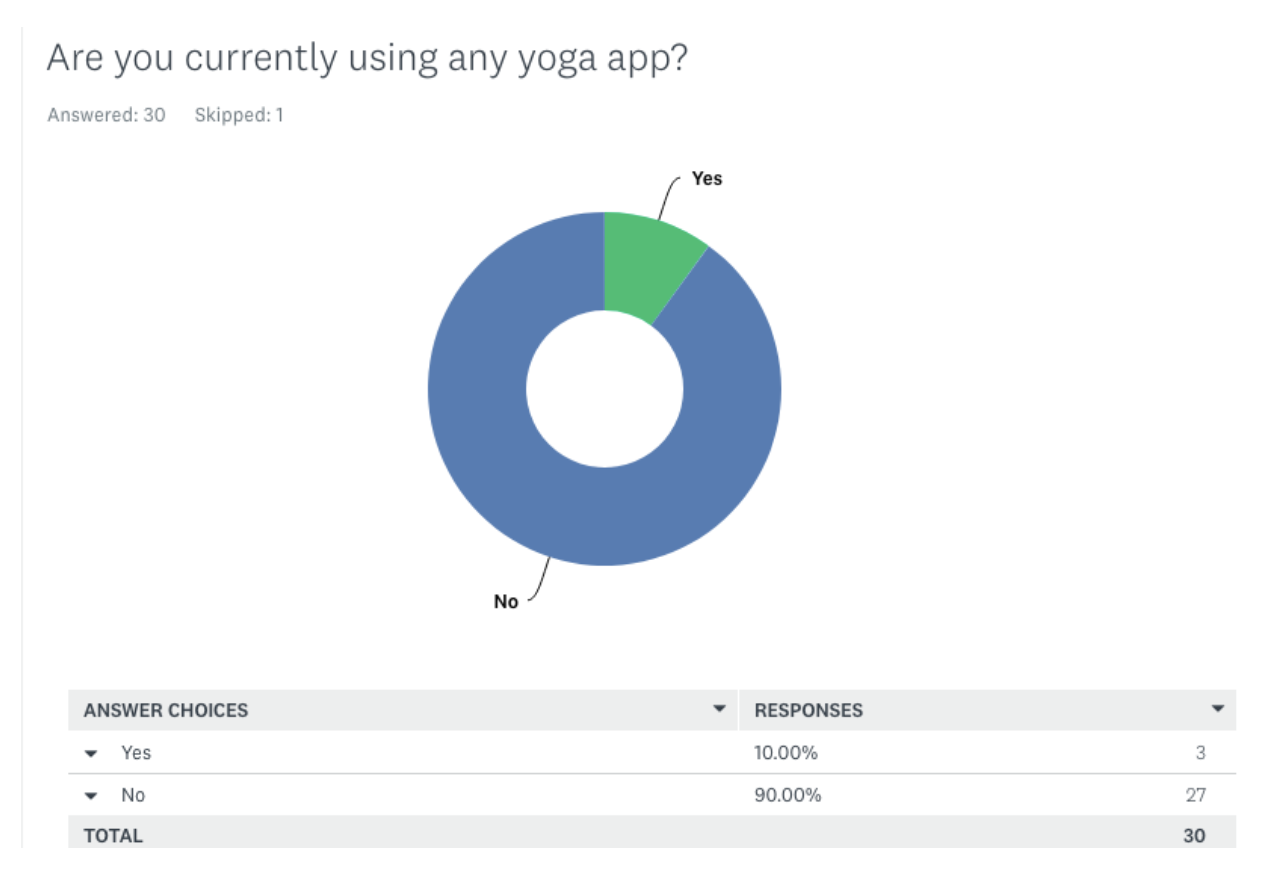 Are you currently using any yoga app?
Answered: 30 Skipped: 1
Yes
No
ANSWER CHOICES RESPONSES
Yes 10.00% 3
No 90.00% 27
TOTAL 30